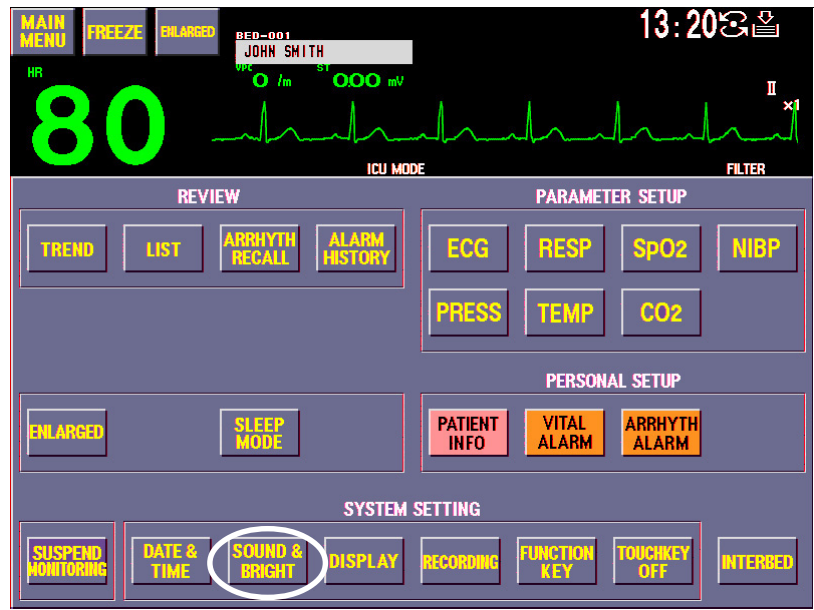 MAIN MENU
FREEZE
ENLARGED
BED-001
JOHN SMITH
13:20
HR
80
VPC
0 /m
ST
0.00 mV
II
×1
ICU MODE
FILTER
REVIEW
TREND
LIST
ARRHYTH RECALL
ALARM HISTORY
PARAMETER SETUP
ECG
RESP
SpO2
NIBP
PRESS
TEMP
CO2
ENLARGED
SLEEP MODE
PERSONAL SETUP
PATIENT INFO
VITAL ALARM
ARRHYTH ALARM
SYSTEM SETTING
SUSPEND MONITORING
DATE & TIME
SOUND & BRIGHT
DISPLAY
RECORDING
FUNCTION KEY
TOUCHKEY OFF
INTERBED